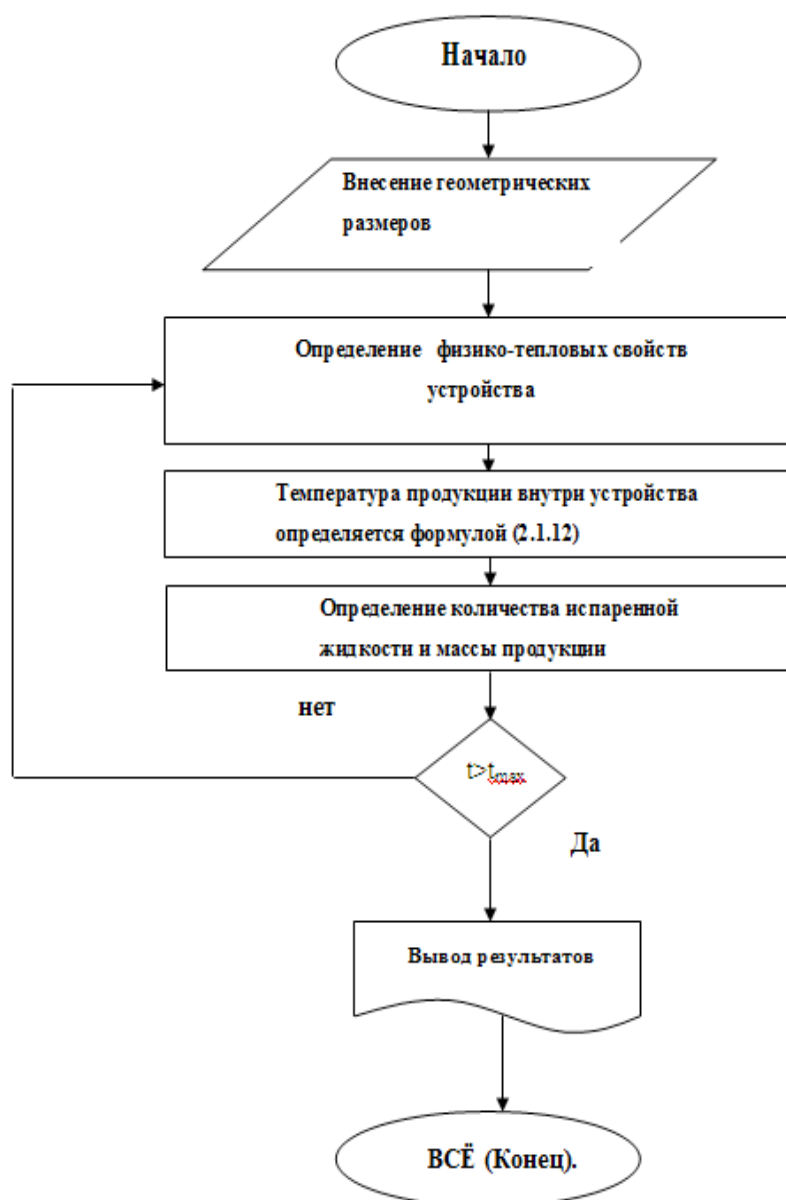 Начало
Внесение геометрических
размеров
Определение физико-тепловых свойств
устройства
Температура продукции внутри устройства
определяется формулой (2.1.12)
Определение количества испаренной
жидкости и массы продукции
нет
t>tmax
Да
Вывод результатов
ВСЁ (Конец).